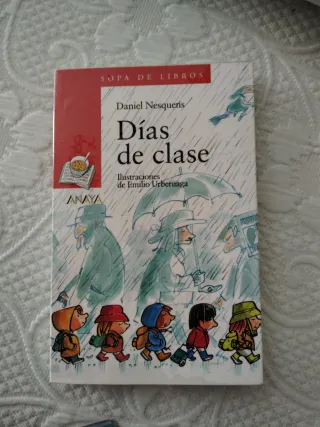 SOPA DE LIBROS
Daniel Nesquens
Días
de clase
Ilustraciones
de Emilio Urberuaga
ANAYA